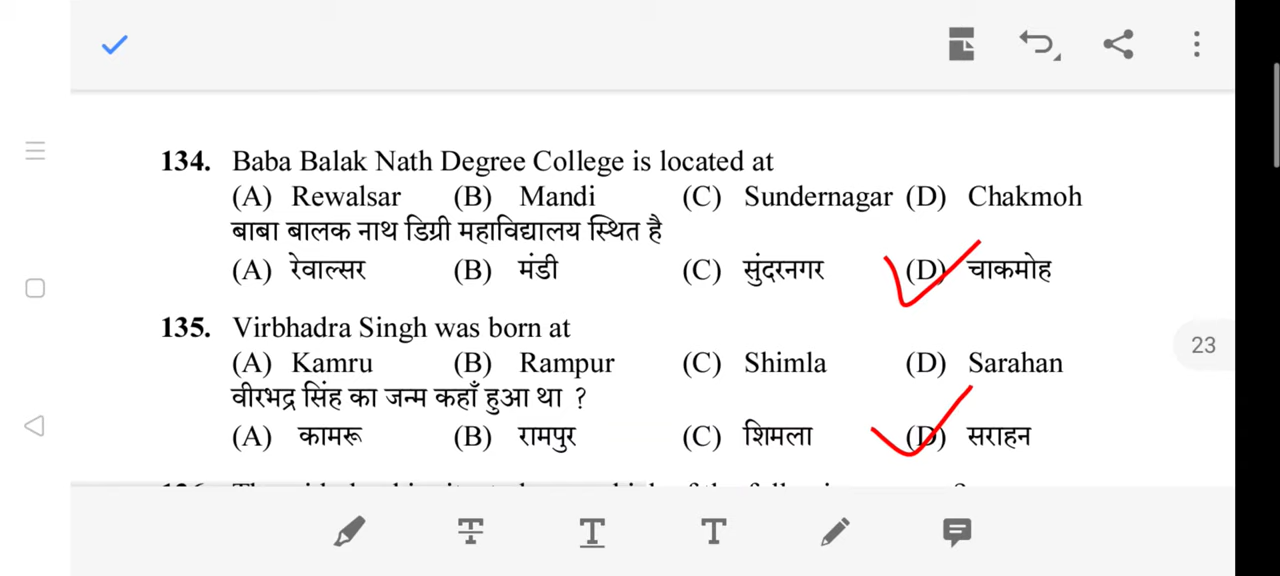 134. Baba Balak Nath Degree College is located at
(A) Rewalsar (B) Mandi (C) Sundernagar (D) Chakmoh
बाबा बालक नाथ डिग्री महाविद्यालय स्थित है
(A) रेवाल्सर (B) मंडी (C) सुंदरनगर (D) चाकमोह
135. Virbhadra Singh was born at
(A) Kamru (B) Rampur (C) Shimla (D) Sarahan
23
वीरभद्र सिंह का जन्म कहाँ हुआ था ?
(A) कामरू (B) रामपुर (C) शिमला (D) सराहन